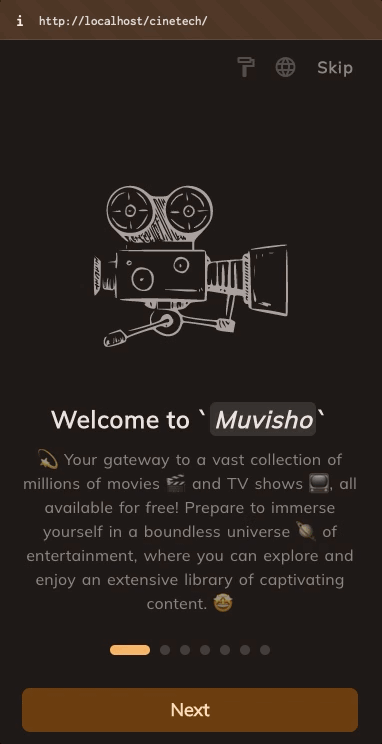 i http://localhost/cinetech/
Skip
Welcome to `Muvisho`
💫 Your gateway to a vast collection of
millions of movies 🎬 and TV shows 📺, all
available for free! Prepare to immerse
yourself in a boundless universe 🪐 of
entertainment, where you can explore and
enjoy an extensive library of captivating
content. 🤩
Next